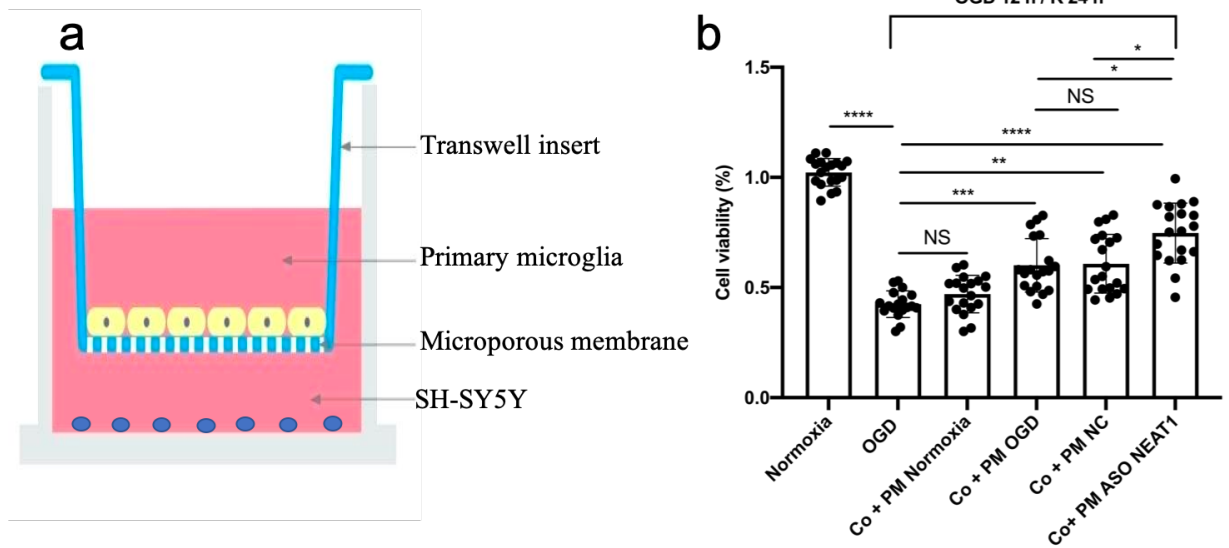 a
Transwell insert
Primary microglia
Microporous membrane
SH-SY5Y
b
*
*
NS
****
****
**
***
NS
Cell viability (%)
1.5
1.0
0.5
0.0
Normoxia
OGD
Co + PM Normoxia
Co + PM OGD
Co + PM NC
Co+ PM ASO NEAT1